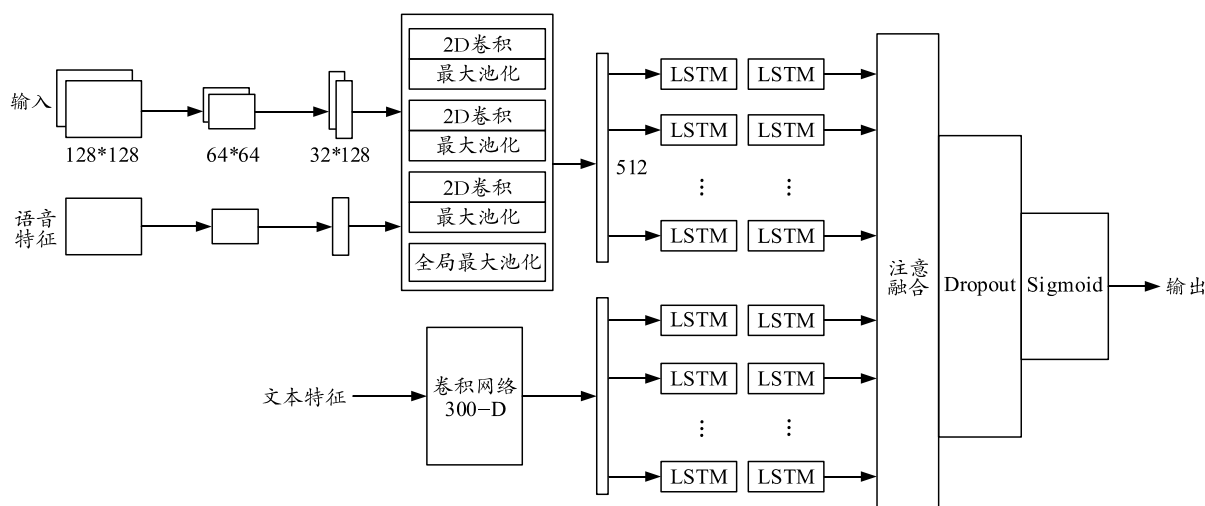 输入
128*128
64*64
32*128
语音
特征
2D卷积
最大池化
2D卷积
最大池化
2D卷积
最大池化
全局最大池化
512
LSTM
LSTM
LSTM
LSTM
⋮
⋮
LSTM
LSTM
文本特征
卷积网络
300-D
LSTM
LSTM
LSTM
LSTM
⋮
⋮
LSTM
LSTM
注意
融合
Dropout
Sigmoid
输出